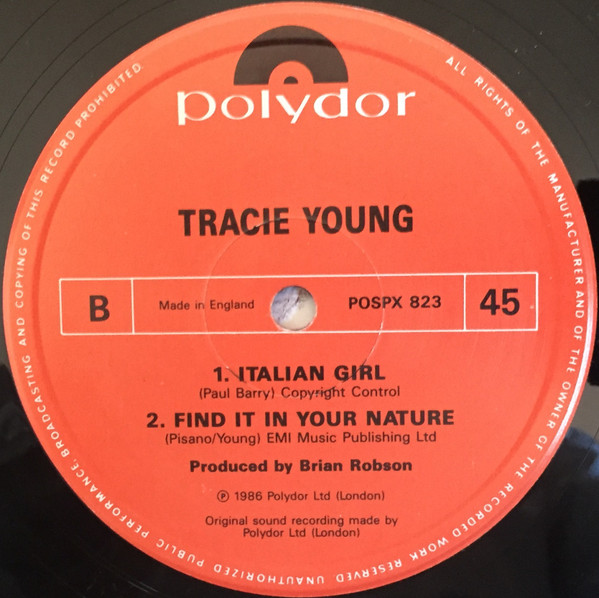 polydor
TRACIE YOUNG
B
Made in England
POSPX 823
45
1. ITALIAN GIRL
(Paul Barry) Copyright Control
2. FIND IT IN YOUR NATURE
(Pisano/Young) EMI Music Publishing Ltd
Produced by Brian Robson
℗ 1986 Polydor Ltd (London)
Original sound recording made by
Polydor Ltd (London)
ALL RIGHTS OF THE MANUFACTURER AND OF THE OWNER OF THE RECORDED WORK RESERVED. UNAUTHORIZED PUBLIC PERFORMANCE, BROADCASTING AND COPYING OF THIS RECORD PROHIBITED.